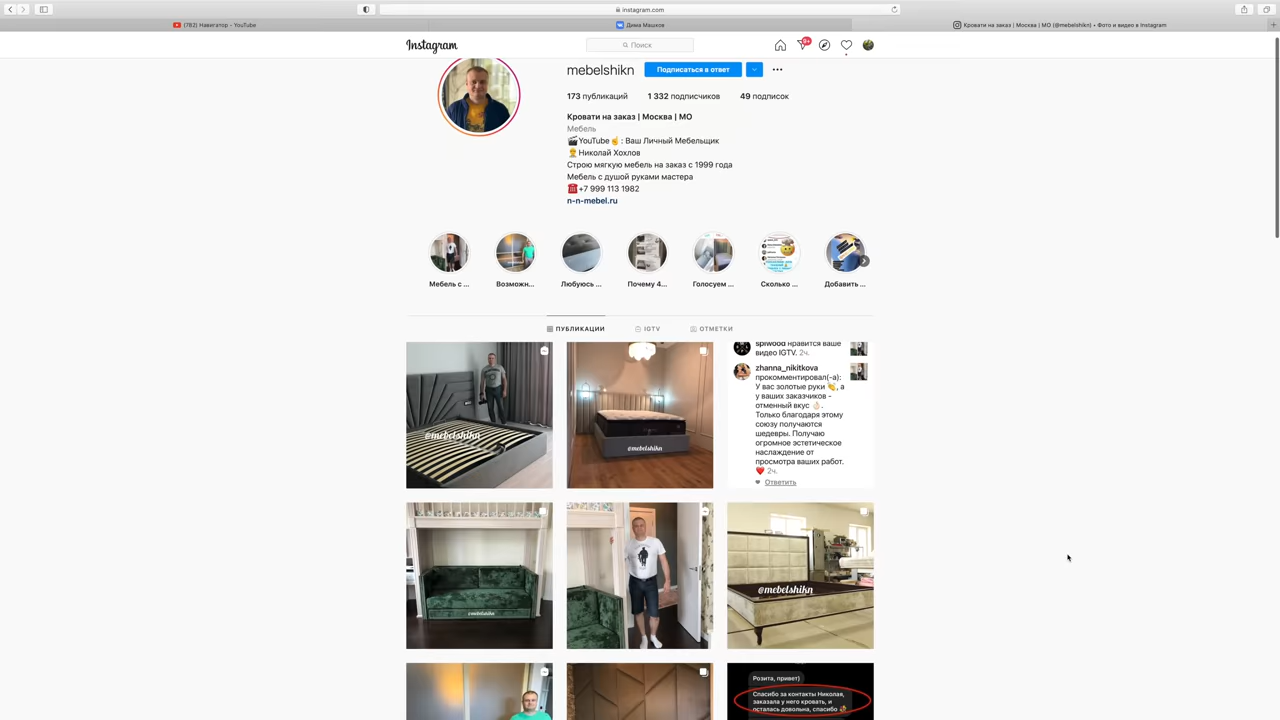 instagram.com
(782) Навигатор - YouTube
Дима Машков
Кровати на заказ | Москва | МО (@mebelshikn) • Фото и видео в Instagram
Instagram
Поиск
9+
mebelshikn
Подписаться в ответ
173 публикаций
1 332 подписчиков
49 подписок
Кровати на заказ | Москва | МО
Мебель
🎬YouTube☝: Ваш Личный Мебельщик
Николай Хохлов
Строю мягкую мебель на заказ с 1999 года
Мебель с душой руками мастера
☎+7 999 113 1982
n-n-mebel.ru
Мебель с ...
Возможн...
Любуюсь ...
Почему 4...
Голосуем ...
Сколько ...
Добавить ...
ПУБЛИКАЦИИ
IGTV
ОТМЕТКИ
@mebelshikn
@mebelshikn
spiwood нравится ваше
видео IGTV. 2ч.
zhanna_nikitkova
прокомментировал(-а):
У вас золотые руки 👏, а
у ваших заказчиков -
отменный вкус 👌.
Только благодаря этому
союзу получаются
шедевры. Получаю
огромное эстетическое
наслаждение от
просмотра ваших работ.
❤ 2ч.
Ответить
@mebelshikn
@mebelshikn
Розита, привет)
Спасибо за контакты Николая,
заказала у него кровать, и
осталась довольна, спасибо